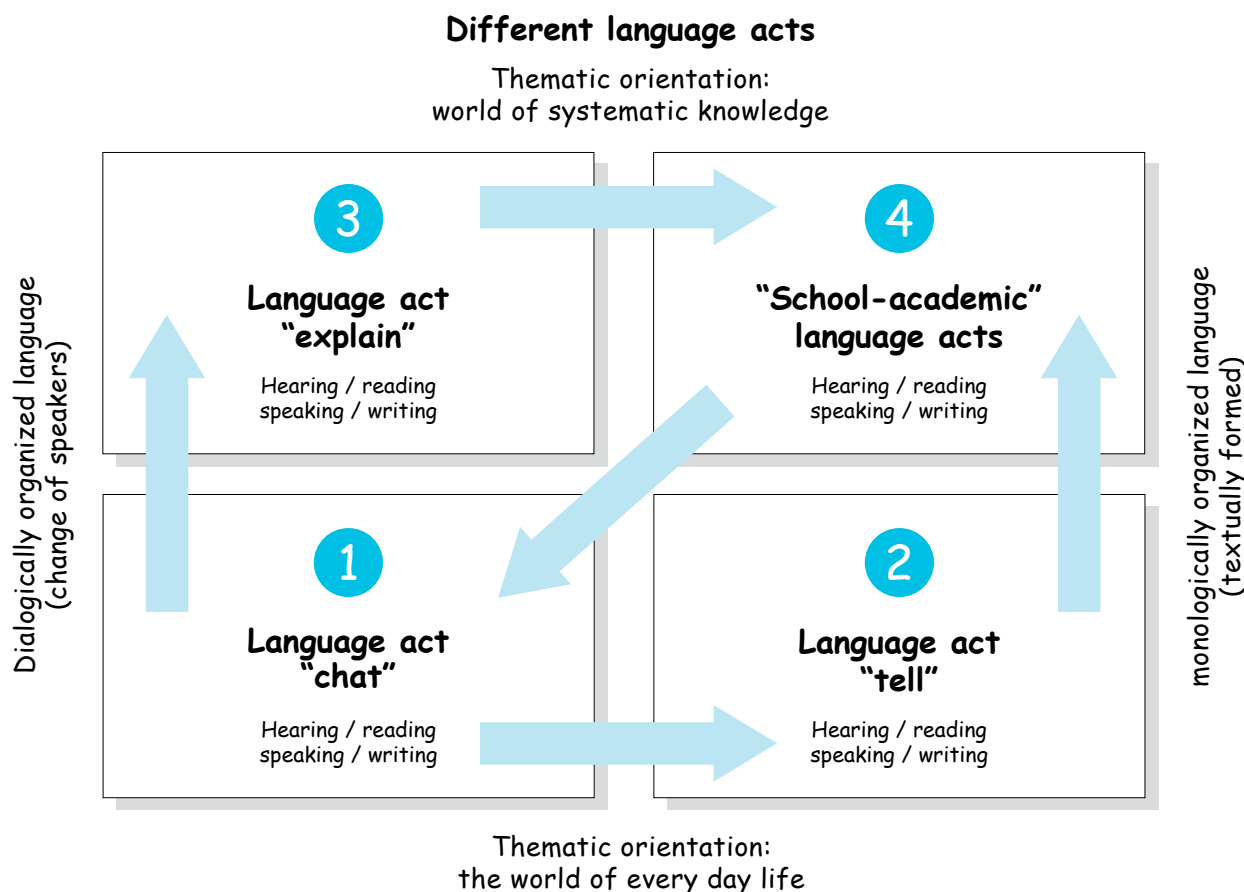 Different language acts
Thematic orientation:
world of systematic knowledge
Dialogically organized language
(change of speakers)
3
Language act
“explain”
Hearing / reading
speaking / writing
4
“School-academic”
language acts
Hearing / reading
speaking / writing
monologically organized language
(textually formed)
1
Language act
“chat”
Hearing / reading
speaking / writing
2
Language act
“tell”
Hearing / reading
speaking / writing
Thematic orientation:
the world of every day life